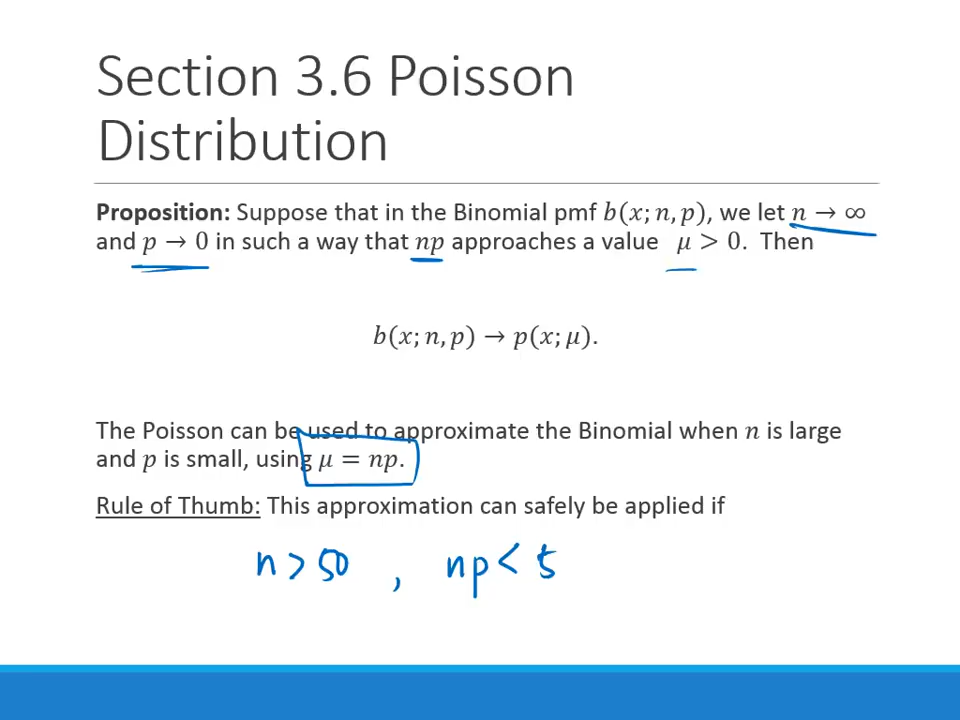 Section 3.6 Poisson
Distribution
Proposition: Suppose that in the Binomial pmf 𝑏(𝑥; 𝑛, 𝑝), we let 𝑛 → ∞
and 𝑝 → 0 in such a way that 𝑛𝑝 approaches a value 𝜇 > 0. Then
𝑏(𝑥; 𝑛, 𝑝) → 𝑝(𝑥; 𝜇).
The Poisson can be used to approximate the Binomial when 𝑛 is large
and 𝑝 is small, using 𝜇 = 𝑛𝑝.
Rule of Thumb: This approximation can safely be applied if
n > 50 , np < 5